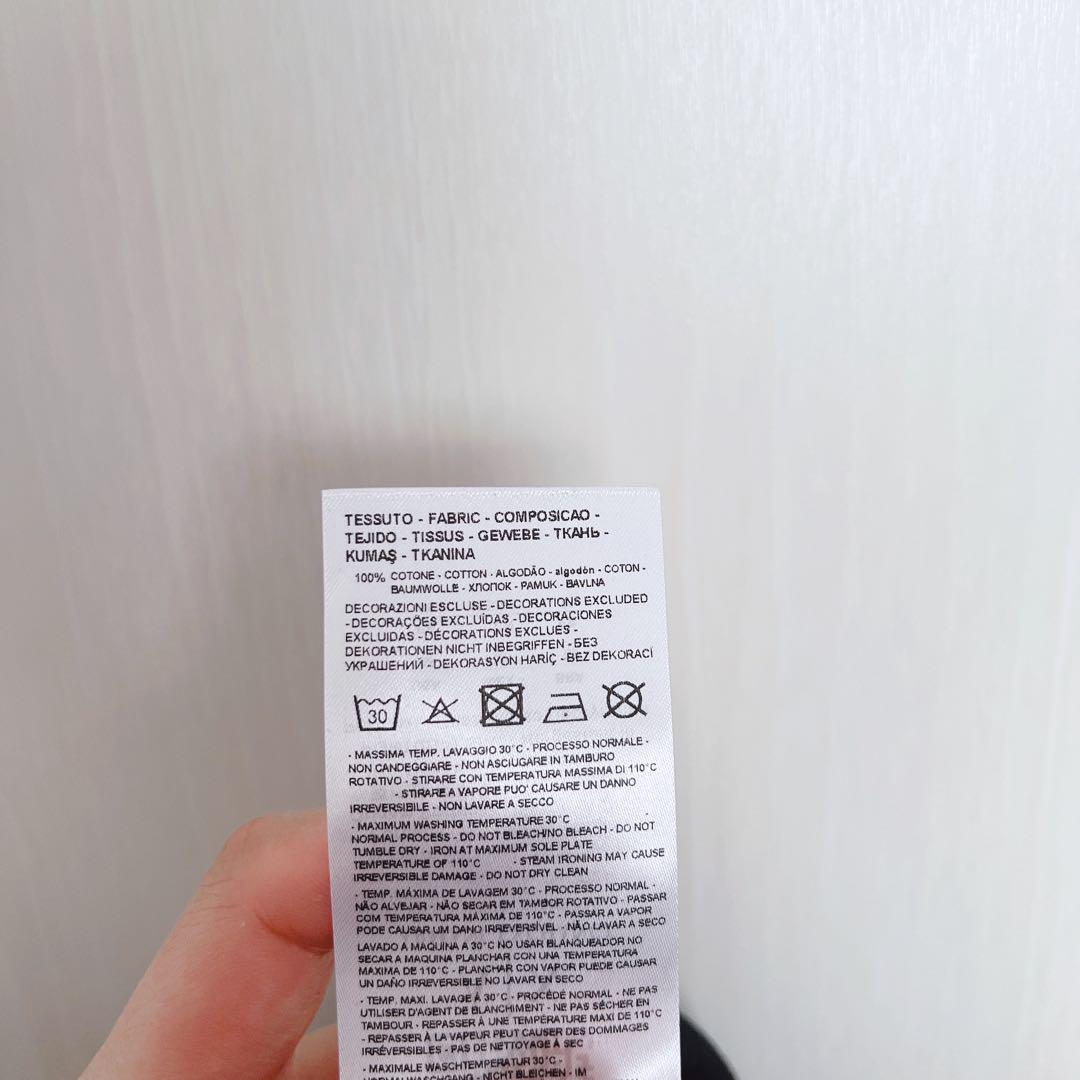 TESSUTO - FABRIC - COMPOSICAO -
TEJIDO - TISSUS - GEWEBE - ТКАНЬ -
KUMAŞ - TKANINA
100% COTONE - COTTON - ALGODÃO - algodón - COTON -
BAUMWOLLE - ХЛОПОК - PAMUK - BAVLNA
DECORAZIONI ESCLUSE - DECORATIONS EXCLUDED
- DECORAÇÕES EXCLUÍDAS - DECORACIONES
EXCLUIDAS - DÉCORATIONS EXCLUES -
DEKORATIONEN NICHT INBEGRIFFEN - БЕЗ
УКРАШЕНИЙ - DEKORASYON HARİÇ - BEZ DEKORACÍ
30
- MASSIMA TEMP. LAVAGGIO 30°C - PROCESSO NORMALE -
NON CANDEGGIARE - NON ASCIUGARE IN TAMBURO
ROTATIVO - STIRARE CON TEMPERATURA MASSIMA DI 110°C
- STIRARE A VAPORE PUO' CAUSARE UN DANNO
IRREVERSIBILE - NON LAVARE A SECCO
- MAXIMUM WASHING TEMPERATURE 30°C
NORMAL PROCESS - DO NOT BLEACH/NO BLEACH - DO NOT
TUMBLE DRY - IRON AT MAXIMUM SOLE PLATE
TEMPERATURE OF 110°C - STEAM IRONING MAY CAUSE
IRREVERSIBLE DAMAGE - DO NOT DRY CLEAN
- TEMP. MÁXIMA DE LAVAGEM 30°C - PROCESSO NORMAL -
NÃO ALVEJAR - NÃO SECAR EM TAMBOR ROTATIVO - PASSAR
COM TEMPERATURA MÁXIMA DE 110°C - PASSAR A VAPOR
PODE CAUSAR UM DANO IRREVERSÍVEL - NÃO LAVAR A SECO
LAVADO A MAQUINA A 30°C NO USAR BLANQUEADOR NO
SECAR A MAQUINA PLANCHAR CON UNA TEMPERATURA
MAXIMA DE 110°C - PLANCHAR CON VAPOR PUEDE CAUSAR
UN DAÑO IRREVERSIBLE NO LAVAR EN SECO
- TEMP. MAXI. LAVAGE À 30°C - PROCÉDÉ NORMAL - NE PAS
UTILISER D'AGENT DE BLANCHIMENT - NE PAS SÉCHER EN
TAMBOUR - REPASSER À UNE TEMPÉRATURE MAXI DE 110°C
- REPASSER À LA VAPEUR PEUT CAUSER DES DOMMAGES
IRRÉVERSIBLES - PAS DE NETTOYAGE À SEC
- MAXIMALE WASCHTEMPERATUR 30°C -
NORMALWASCHGANG - NICHT BLEICHEN - IM